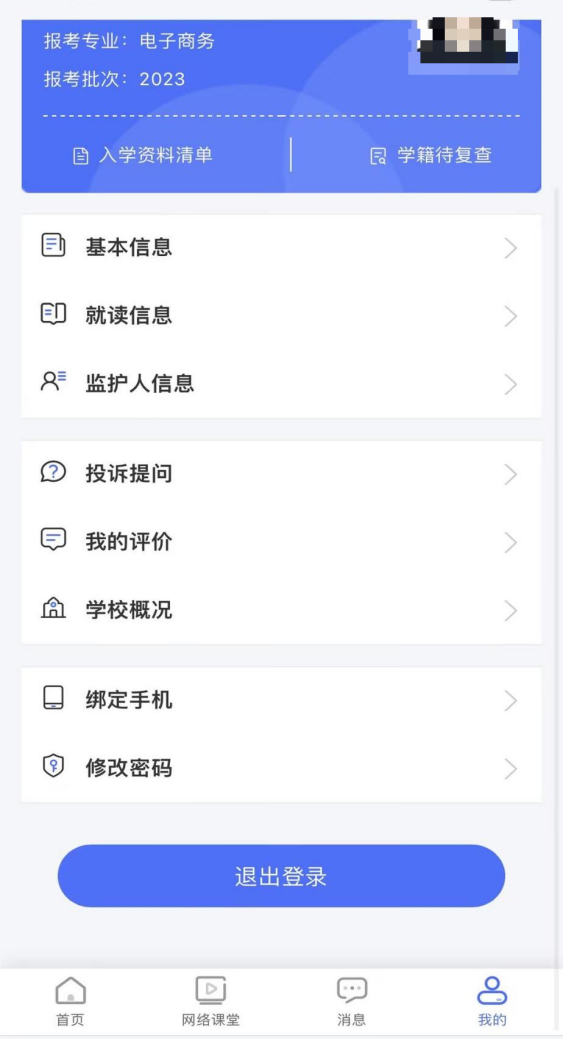 报考专业：电子商务
报考批次：2023
入学资料清单 学籍待复查
基本信息
就读信息
监护人信息
投诉提问
我的评价
学校概况
绑定手机
修改密码
退出登录
首页 网络课堂 消息 我的